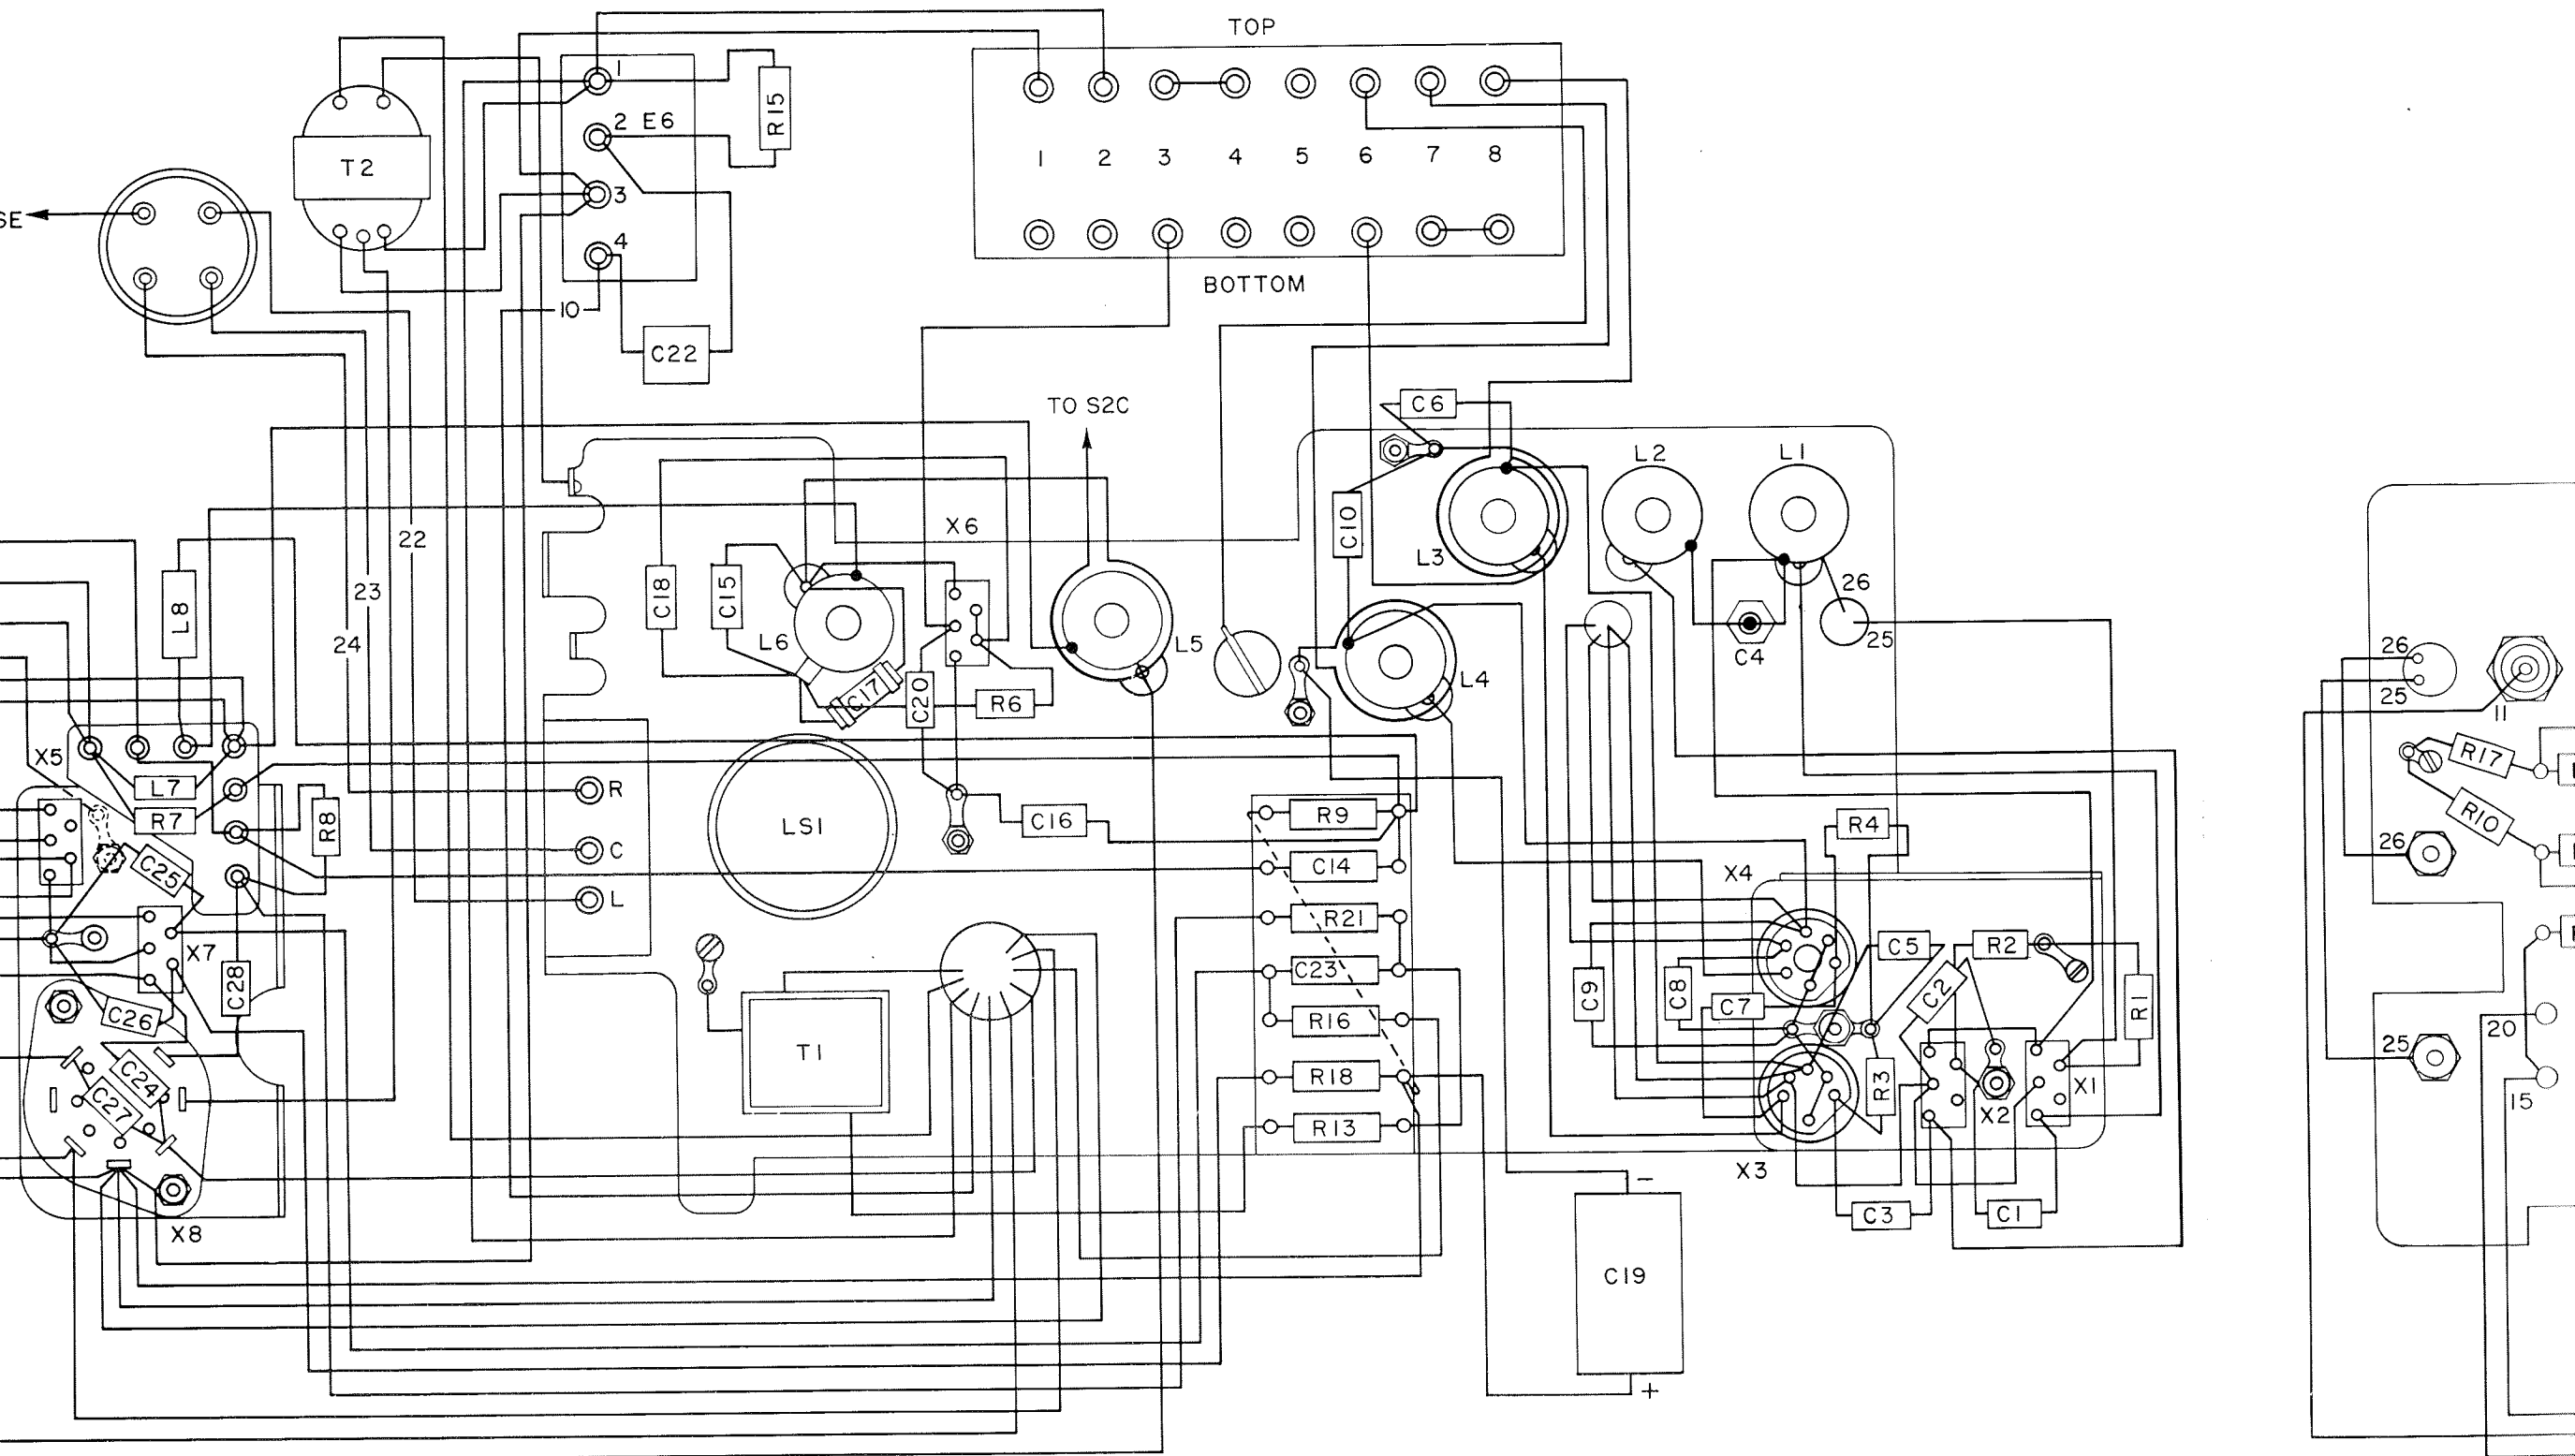 TOP
1
2 E6
3
4
R15
T2
1 2 3 4 5 6 7 8
SE
BOTTOM
10
C22
TO S2C
C6
L2
L1
L3
C10
X6
22
23
24
L8
C18
C15
L6
C17
C20
R6
L5
L4
C4
26
25
26
25
11
X5
L7
R7
R8
R
C
L
LS1
C16
R9
C14
R21
C23
R16
R18
R13
R4
X4
R17
R10
26
C25
X7
C28
C26
C24
C27
X8
T1
C9
C8
C7
C5
R2
C2
R1
R3
X2
X1
X3
C3
C1
25
20
15
-
C19
+